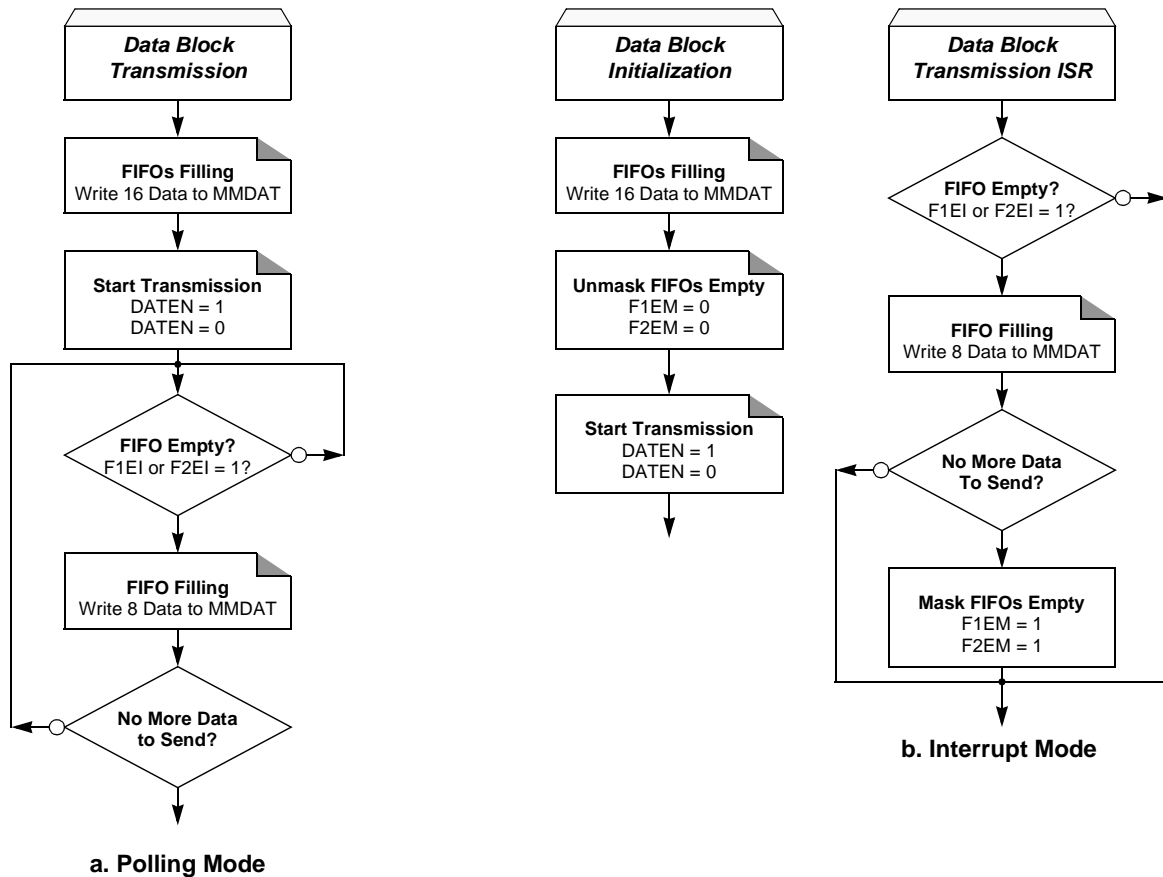 Data Block
Transmission
FIFOs Filling
Write 16 Data to MMDAT
Start Transmission
DATEN = 1
DATEN = 0
FIFO Empty?
F1EI or F2EI = 1?
FIFO Filling
Write 8 Data to MMDAT
No More Data
to Send?
a. Polling Mode
Data Block
Initialization
FIFOs Filling
Write 16 Data to MMDAT
Unmask FIFOs Empty
F1EM = 0
F2EM = 0
Start Transmission
DATEN = 1
DATEN = 0
Data Block
Transmission ISR
FIFO Empty?
F1EI or F2EI = 1?
FIFO Filling
Write 8 Data to MMDAT
No More Data
To Send?
Mask FIFOs Empty
F1EM = 1
F2EM = 1
b. Interrupt Mode